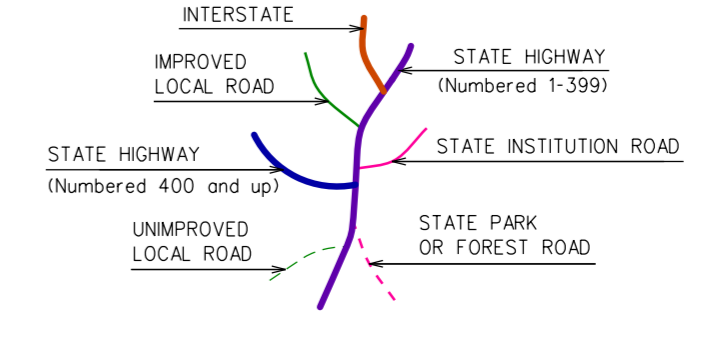 INTERSTATE
IMPROVED
LOCAL ROAD
STATE HIGHWAY
(Numbered 1-399)
STATE HIGHWAY
(Numbered 400 and up)
STATE INSTITUTION ROAD
UNIMPROVED
LOCAL ROAD
STATE PARK
OR FOREST ROAD